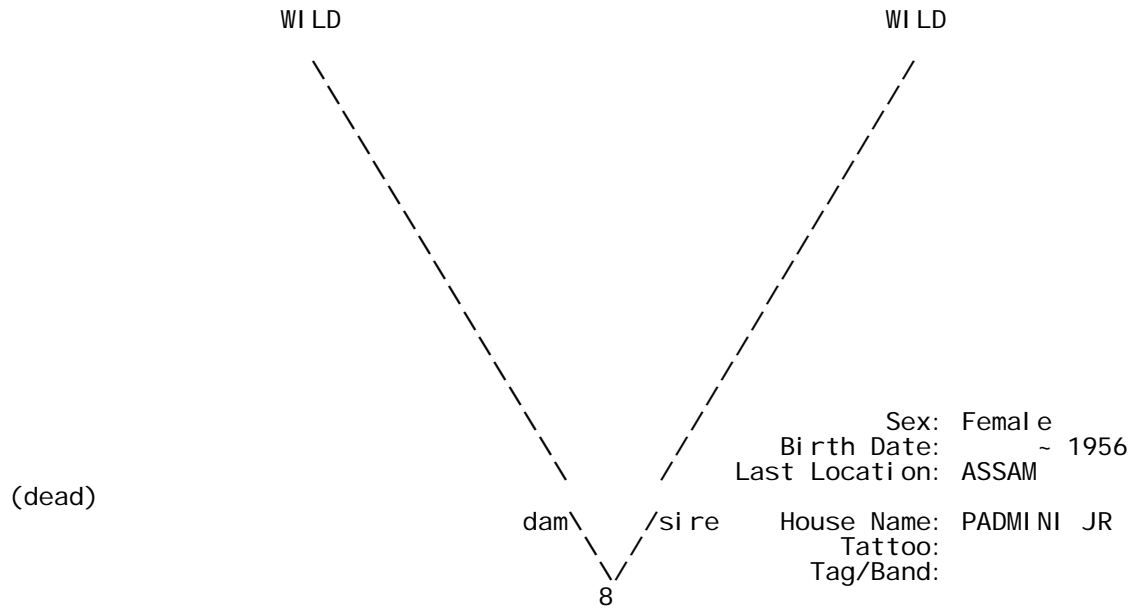 WILD WILD
Sex: Female
Birth Date: ~ 1956
Last Location: ASSAM
(dead)
dam\ /sire House Name: PADMINI JR
Tattoo:
Tag/Band:
8